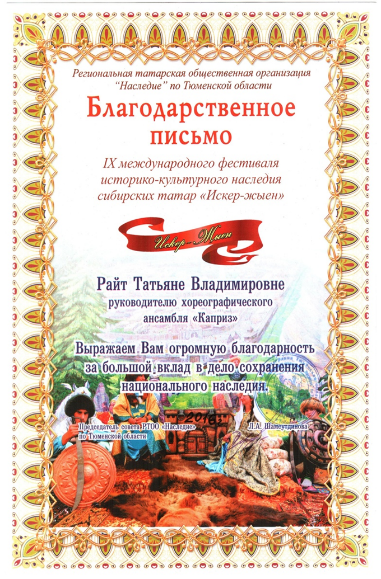 Региональная татарская общественная организация
"Наследие" по Тюменской области
Благодарственное
письмо
IX международного фестиваля
историко-культурного наследия
сибирских татар «Искер-жыен»
Искер-Жыен
Райт Татьяне Владимировне
руководителю хореографического
ансамбля «Каприз»
Выражаем Вам огромную благодарность
за большой вклад в дело сохранения
национального наследия.
Председатель совета РТОО «Наследие»
по Тюменской области
Л.А. Шамсутдинова